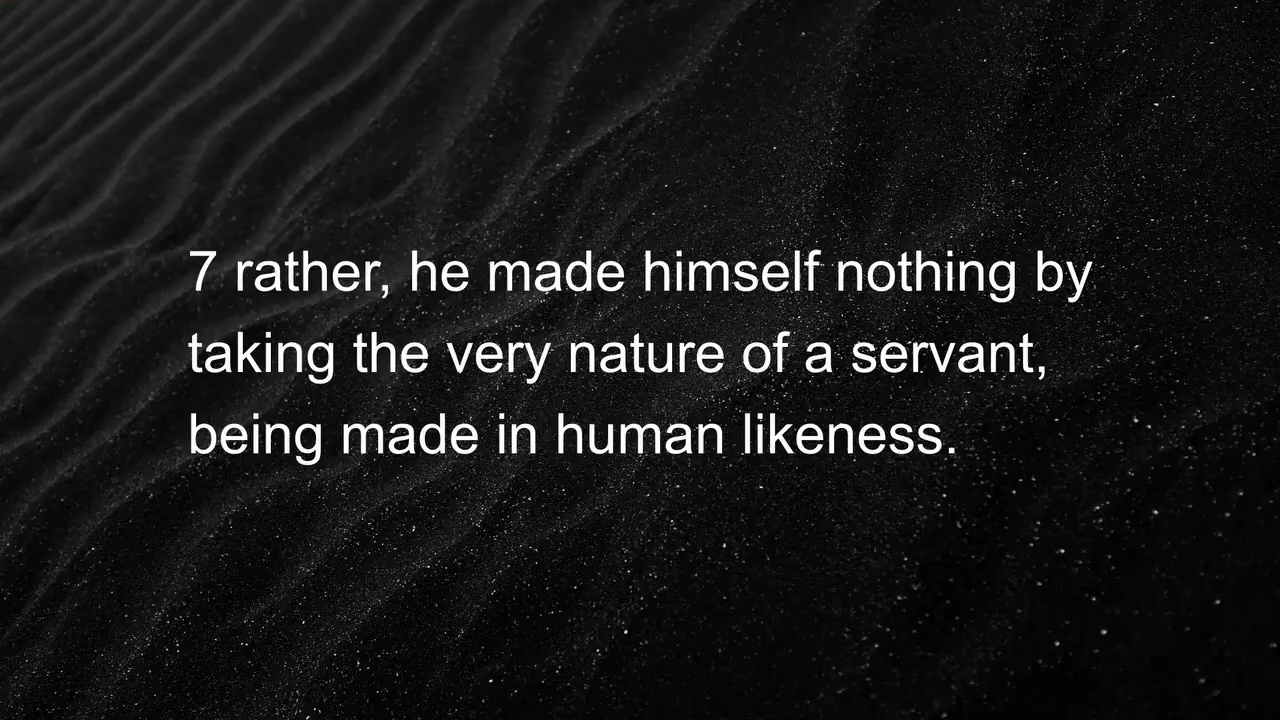 7 rather, he made himself nothing by
taking the very nature of a servant,
being made in human likeness.